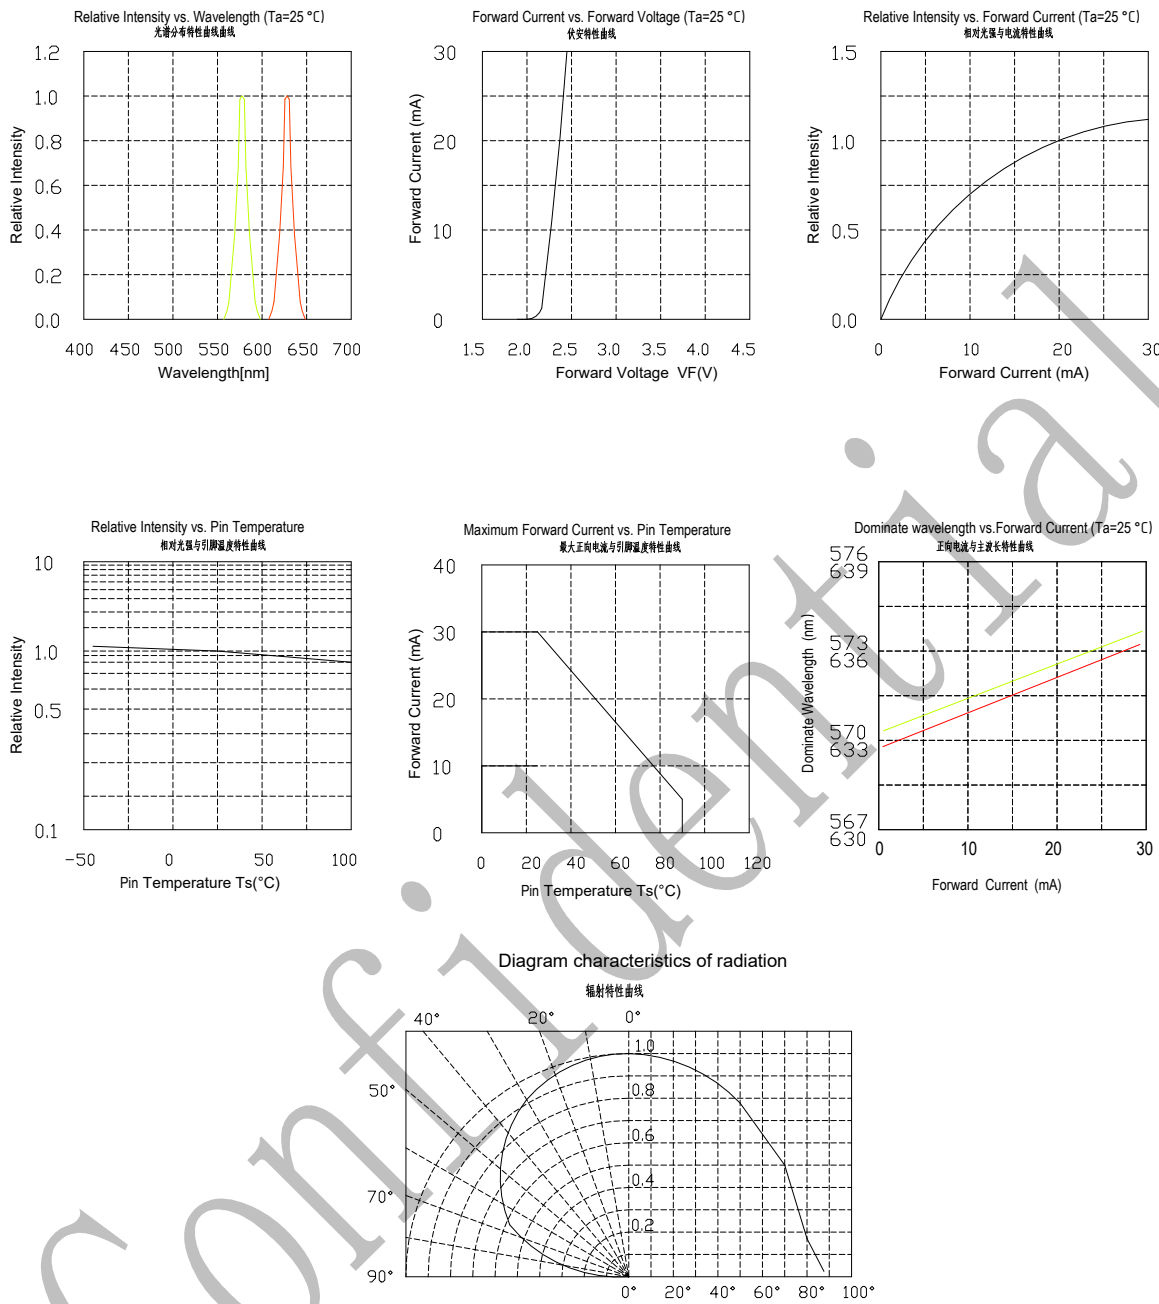 Relative Intensity vs. Wavelength (Ta=25 °C)
光谱分布特性曲线曲线
Relative Intensity
1.2
1.0
0.8
0.6
0.4
0.2
0.0
400 450 500 550 600 650 700
Wavelength[nm]
Forward Current vs. Forward Voltage (Ta=25 °C)
伏安特性曲线
Forward Current (mA)
30
20
10
0
1.5 2.0 2.5 3.0 3.5 4.0 4.5
Forward Voltage VF(V)
Relative Intensity vs. Forward Current (Ta=25 °C)
相对光强与电流特性曲线
Relative Intensity
1.5
1.0
0.5
0.0
0 10 20 30
Forward Current (mA)
Relative Intensity vs. Pin Temperature
相对光强与引脚温度特性曲线
Relative Intensity
10
1.0
0.5
0.1
-50 0 50 100
Pin Temperature Ts(°C)
Maximum Forward Current vs. Pin Temperature
最大正向电流与引脚温度特性曲线
Forward Current (mA)
40
30
20
10
0
0 20 40 60 80 100 120
Pin Temperature Ts(°C)
Dominate wavelength vs.Forward Current (Ta=25 °C)
正向电流与主波长特性曲线
Dominate Wavelength (nm)
576
639
573
636
570
633
567
630
0 10 20 30
Forward Current (mA)
Diagram characteristics of radiation
辐射特性曲线
40° 20° 0°
50°
70°
90°
1.0
0.8
0.6
0.4
0.2
0° 20° 40° 60° 80° 100°
Confidential